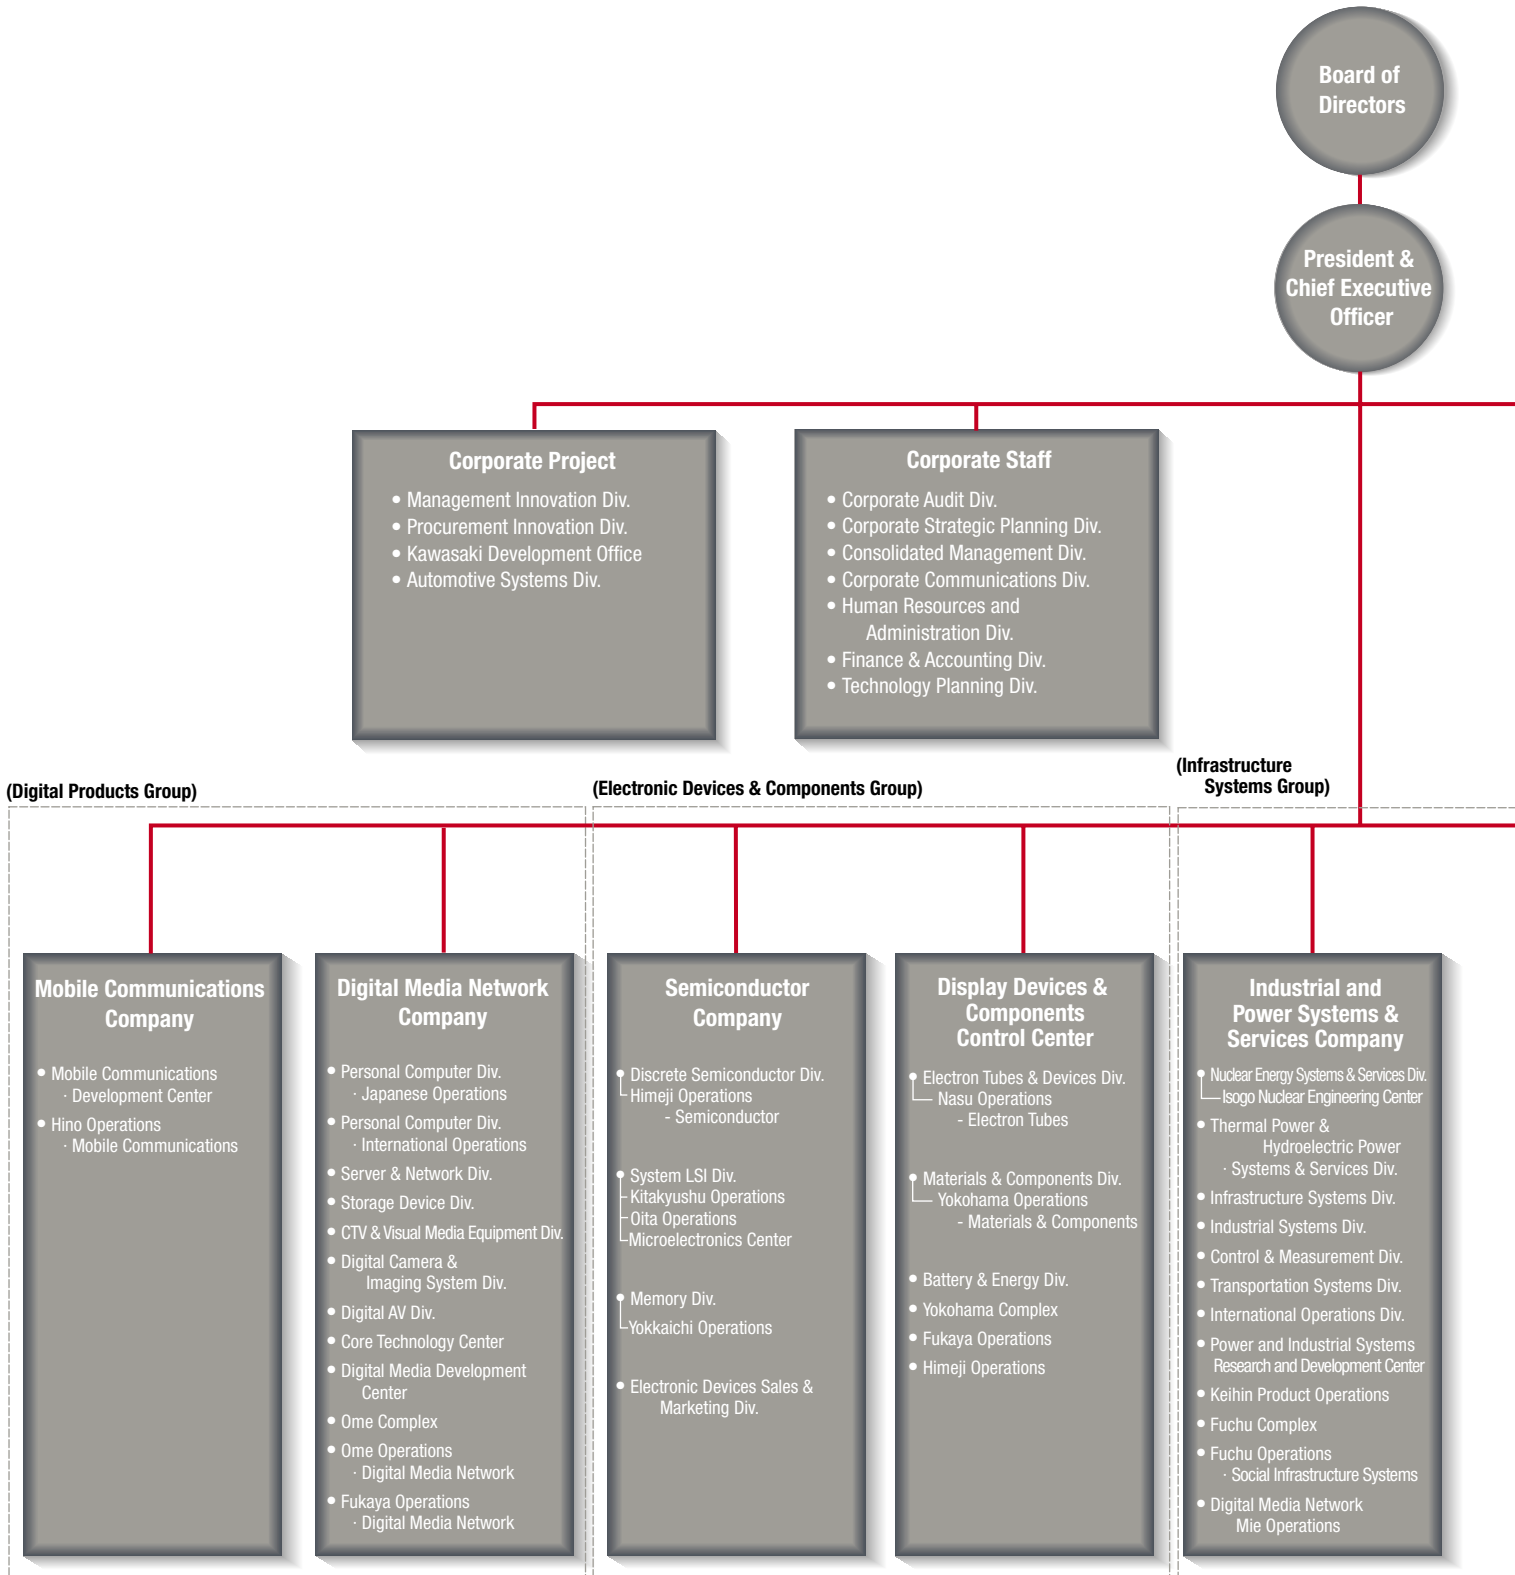 Board of
Directors
President &
Chief Executive
Officer
Corporate Project
• Management Innovation Div.
• Procurement Innovation Div.
• Kawasaki Development Office
• Automotive Systems Div.
Corporate Staff
• Corporate Audit Div.
• Corporate Strategic Planning Div.
• Consolidated Management Div.
• Corporate Communications Div.
• Human Resources and
Administration Div.
• Finance & Accounting Div.
• Technology Planning Div.
(Digital Products Group)
(Electronic Devices & Components Group)
(Infrastructure
Systems Group)
Mobile Communications
Company
• Mobile Communications
· Development Center
• Hino Operations
· Mobile Communications
Digital Media Network
Company
• Personal Computer Div.
· Japanese Operations
• Personal Computer Div.
· International Operations
• Server & Network Div.
• Storage Device Div.
• CTV & Visual Media Equipment Div.
• Digital Camera &
Imaging System Div.
• Digital AV Div.
• Core Technology Center
• Digital Media Development
Center
• Ome Complex
• Ome Operations
· Digital Media Network
• Fukaya Operations
· Digital Media Network
Semiconductor
Company
• Discrete Semiconductor Div.
Himeji Operations
- Semiconductor
• System LSI Div.
Kitakyushu Operations
Oita Operations
Microelectronics Center
• Memory Div.
Yokkaichi Operations
• Electronic Devices Sales &
Marketing Div.
Display Devices &
Components
Control Center
• Electron Tubes & Devices Div.
Nasu Operations
- Electron Tubes
• Materials & Components Div.
Yokohama Operations
- Materials & Components
• Battery & Energy Div.
• Yokohama Complex
• Fukaya Operations
• Himeji Operations
Industrial and
Power Systems &
Services Company
• Nuclear Energy Systems & Services Div.
Isogo Nuclear Engineering Center
• Thermal Power &
Hydroelectric Power
· Systems & Services Div.
• Infrastructure Systems Div.
• Industrial Systems Div.
• Control & Measurement Div.
• Transportation Systems Div.
• International Operations Div.
• Power and Industrial Systems
Research and Development Center
• Keihin Product Operations
• Fuchu Complex
• Fuchu Operations
· Social Infrastructure Systems
• Digital Media Network
Mie Operations